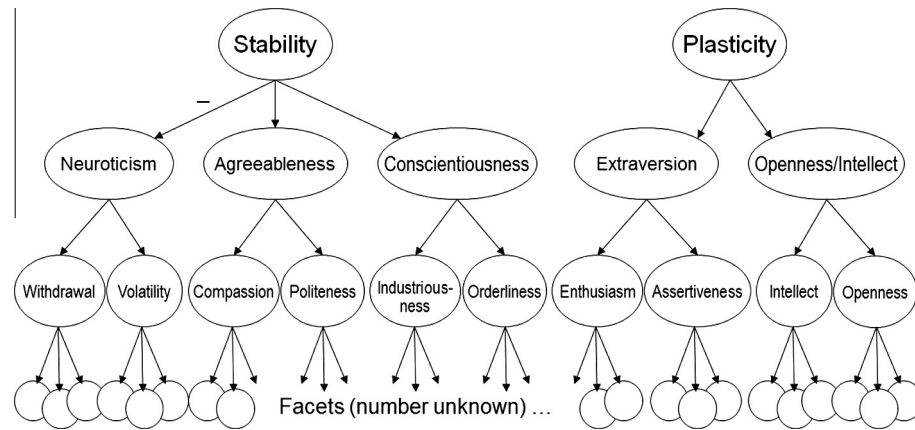 Stability
Plasticity
–
Neuroticism
Agreeableness
Conscientiousness
Extraversion
Openness/Intellect
Withdrawal
Volatility
Compassion
Politeness
Industrious-
ness
Orderliness
Enthusiasm
Assertiveness
Intellect
Openness
Facets (number unknown) ...